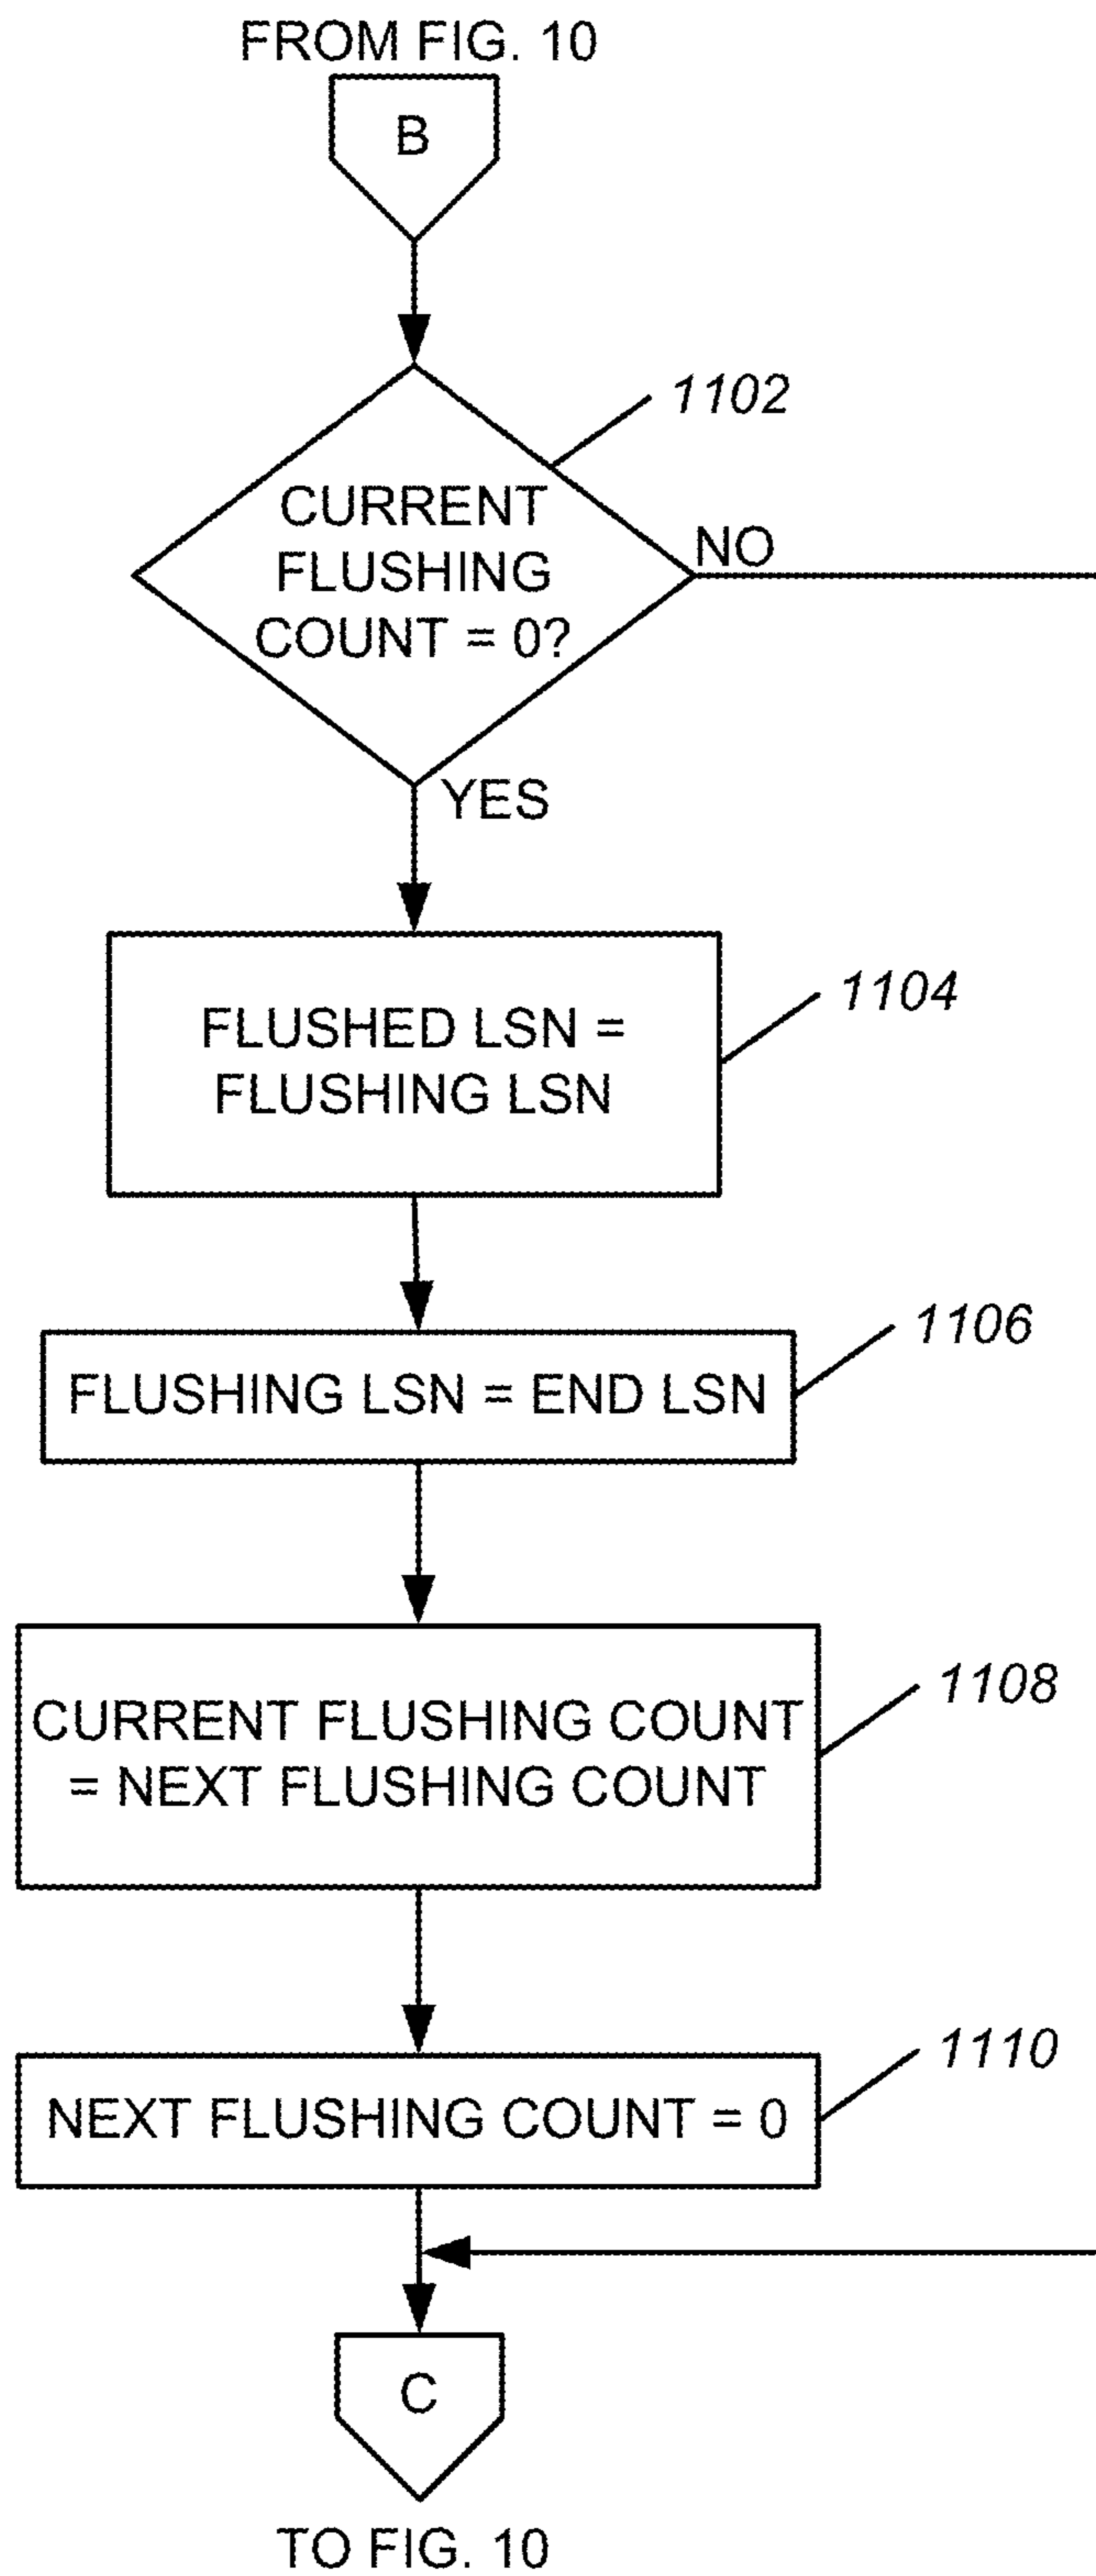 FROM FIG. 10
B
1102
CURRENT
FLUSHING
COUNT = 0?
NO
YES
1104
FLUSHED LSN =
FLUSHING LSN
1106
FLUSHING LSN = END LSN
1108
CURRENT FLUSHING COUNT
= NEXT FLUSHING COUNT
1110
NEXT FLUSHING COUNT = 0
C
TO FIG. 10